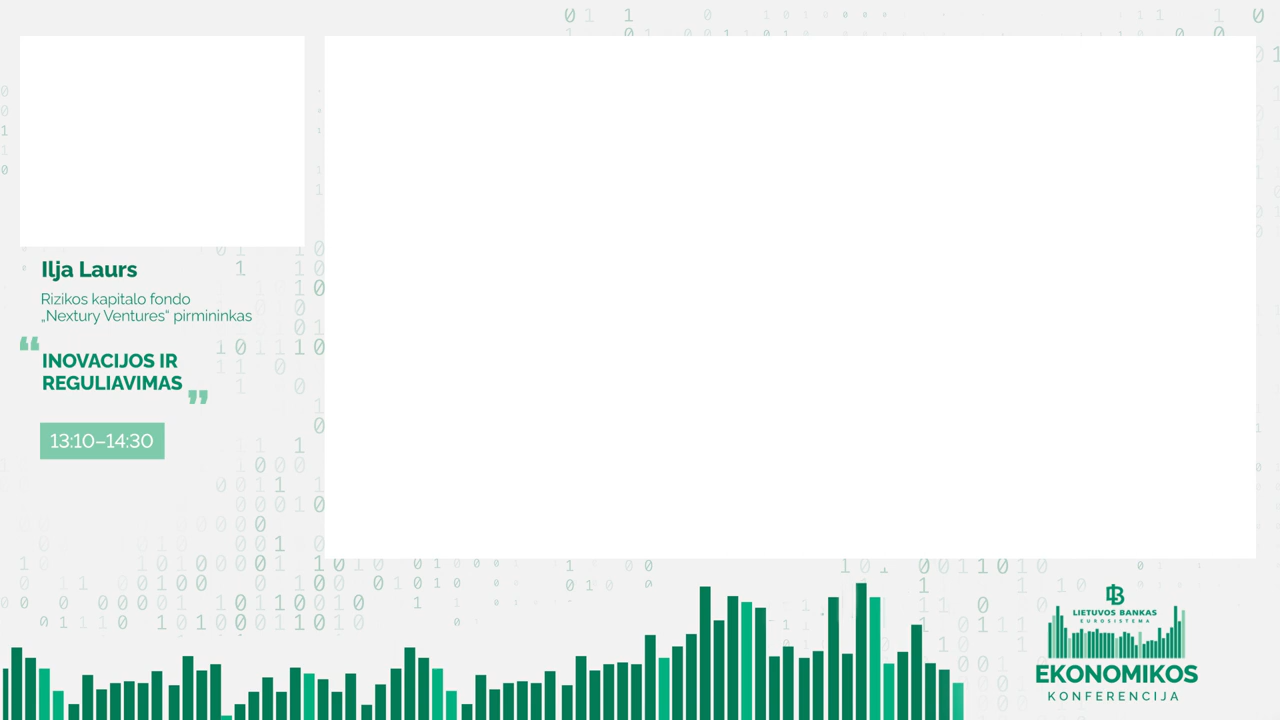 Ilja Laurs
Rizikos kapitalo fondo
„Nextury Ventures“ pirmininkas
“
INOVACIJOS IR
REGULIAVIMAS
”
13:10–14:30
LIETUVOS BANKAS
EUROSISTEMA
EKONOMIKOS
KONFERENCIJA